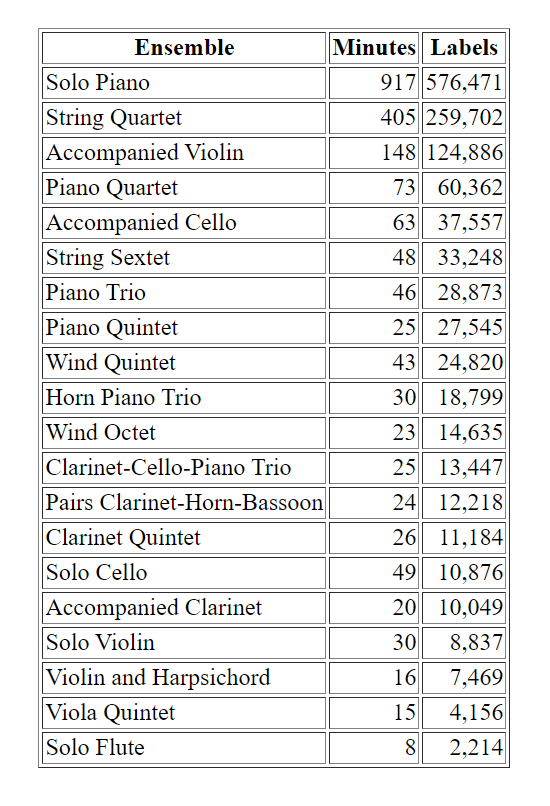 Ensemble Minutes Labels
Solo Piano 917 576,471
String Quartet 405 259,702
Accompanied Violin 148 124,886
Piano Quartet 73 60,362
Accompanied Cello 63 37,557
String Sextet 48 33,248
Piano Trio 46 28,873
Piano Quintet 25 27,545
Wind Quintet 43 24,820
Horn Piano Trio 30 18,799
Wind Octet 23 14,635
Clarinet-Cello-Piano Trio 25 13,447
Pairs Clarinet-Horn-Bassoon 24 12,218
Clarinet Quintet 26 11,184
Solo Cello 49 10,876
Accompanied Clarinet 20 10,049
Solo Violin 30 8,837
Violin and Harpsichord 16 7,469
Viola Quintet 15 4,156
Solo Flute 8 2,214